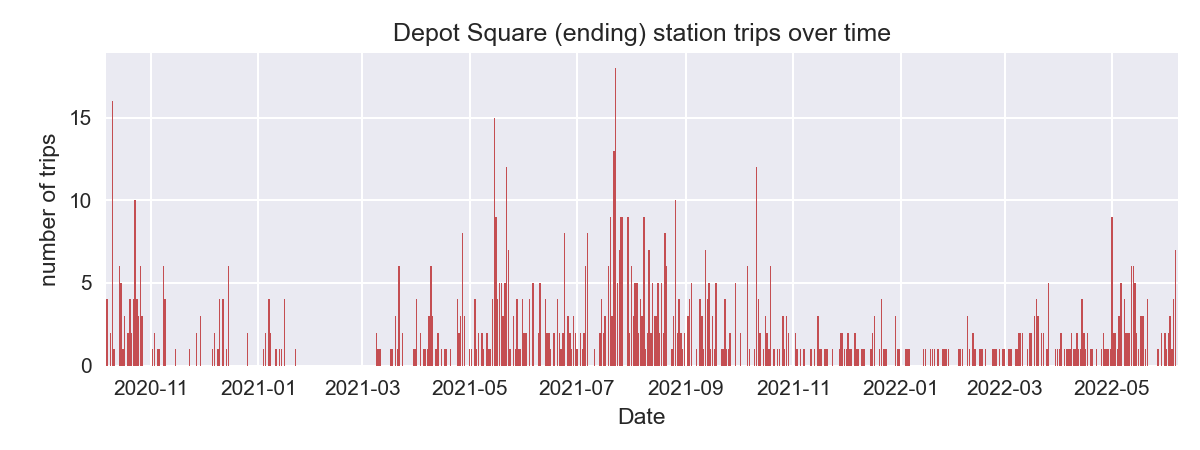 Depot Square (ending) station trips over time
number of trips
15
10
5
0
2020-11 2021-01 2021-03 2021-05 2021-07 2021-09 2021-11 2022-01 2022-03 2022-05
Date